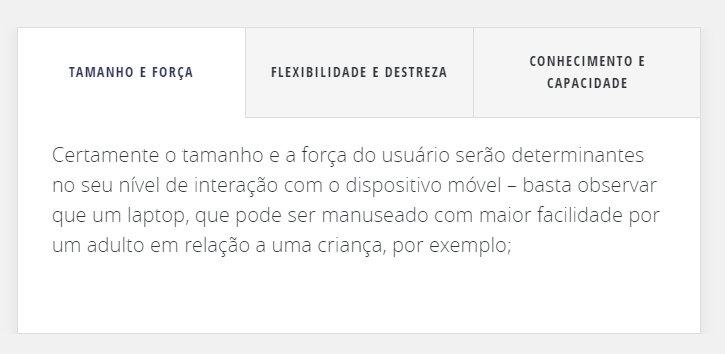 TAMANHO E FORÇA
FLEXIBILIDADE E DESTREZA
CONHECIMENTO E
CAPACIDADE
Certamente o tamanho e a força do usuário serão determinantes
no seu nível de interação com o dispositivo móvel – basta observar
que um laptop, que pode ser manuseado com maior facilidade por
um adulto em relação a uma criança, por exemplo;